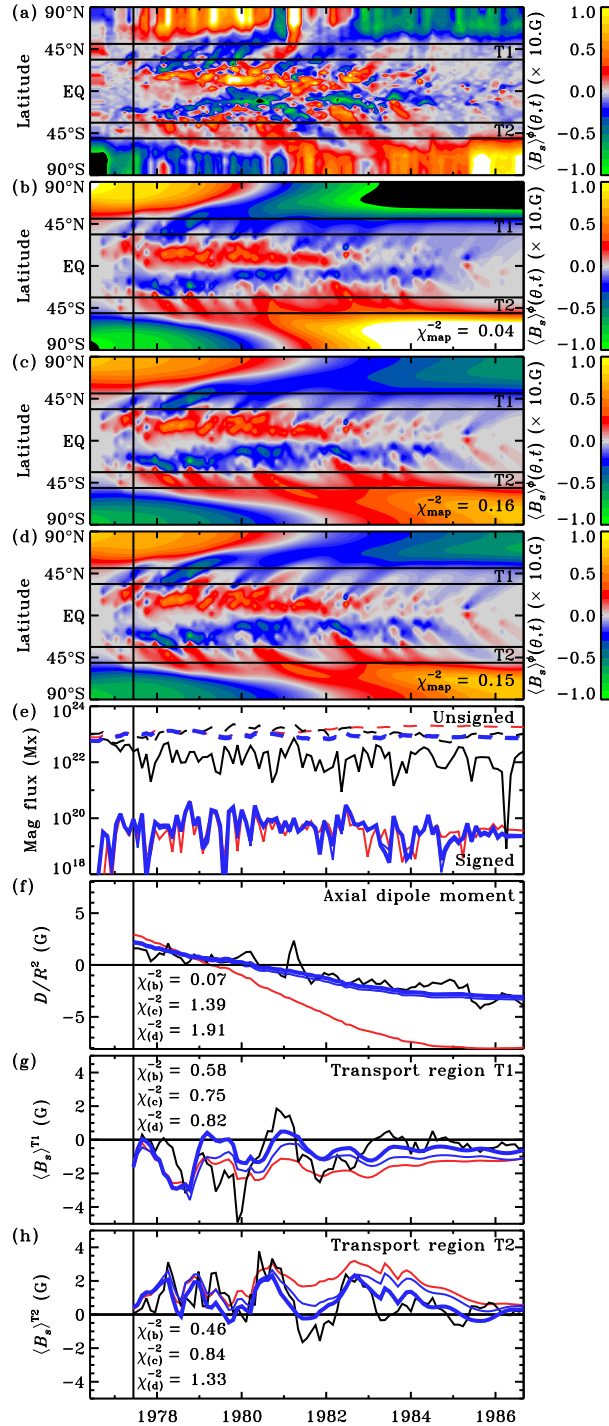 (a)
90°N
45°N
EQ
45°S
90°S
Latitude
T1
T2
1.0
0.5
0.0
−0.5
−1.0
⟨B_s⟩^ϕ(θ,t) (× 10.G)
(b)
90°N
45°N
EQ
45°S
90°S
Latitude
T1
T2
χ_map^−2 = 0.04
1.0
0.5
0.0
−0.5
−1.0
⟨B_s⟩^ϕ(θ,t) (× 10.G)
(c)
90°N
45°N
EQ
45°S
90°S
Latitude
T1
T2
χ_map^−2 = 0.16
1.0
0.5
0.0
−0.5
−1.0
⟨B_s⟩^ϕ(θ,t) (× 10.G)
(d)
90°N
45°N
EQ
45°S
90°S
Latitude
T1
T2
χ_map^−2 = 0.15
1.0
0.5
0.0
−0.5
−1.0
⟨B_s⟩^ϕ(θ,t) (× 10.G)
(e)
10^24
10^22
10^20
10^18
Mag flux (Mx)
Unsigned
Signed
(f)
Axial dipole moment
5
0
−5
D/R² (G)
χ_(b)^−2 = 0.07
χ_(c)^−2 = 1.39
χ_(d)^−2 = 1.91
(g)
Transport region T1
4
2
0
−2
−4
⟨B_s⟩^T1 (G)
χ_(b)^−2 = 0.58
χ_(c)^−2 = 0.75
χ_(d)^−2 = 0.82
(h)
Transport region T2
4
2
0
−2
−4
⟨B_s⟩^T2 (G)
χ_(b)^−2 = 0.46
χ_(c)^−2 = 0.84
χ_(d)^−2 = 1.33
1978 1980 1982 1984 1986